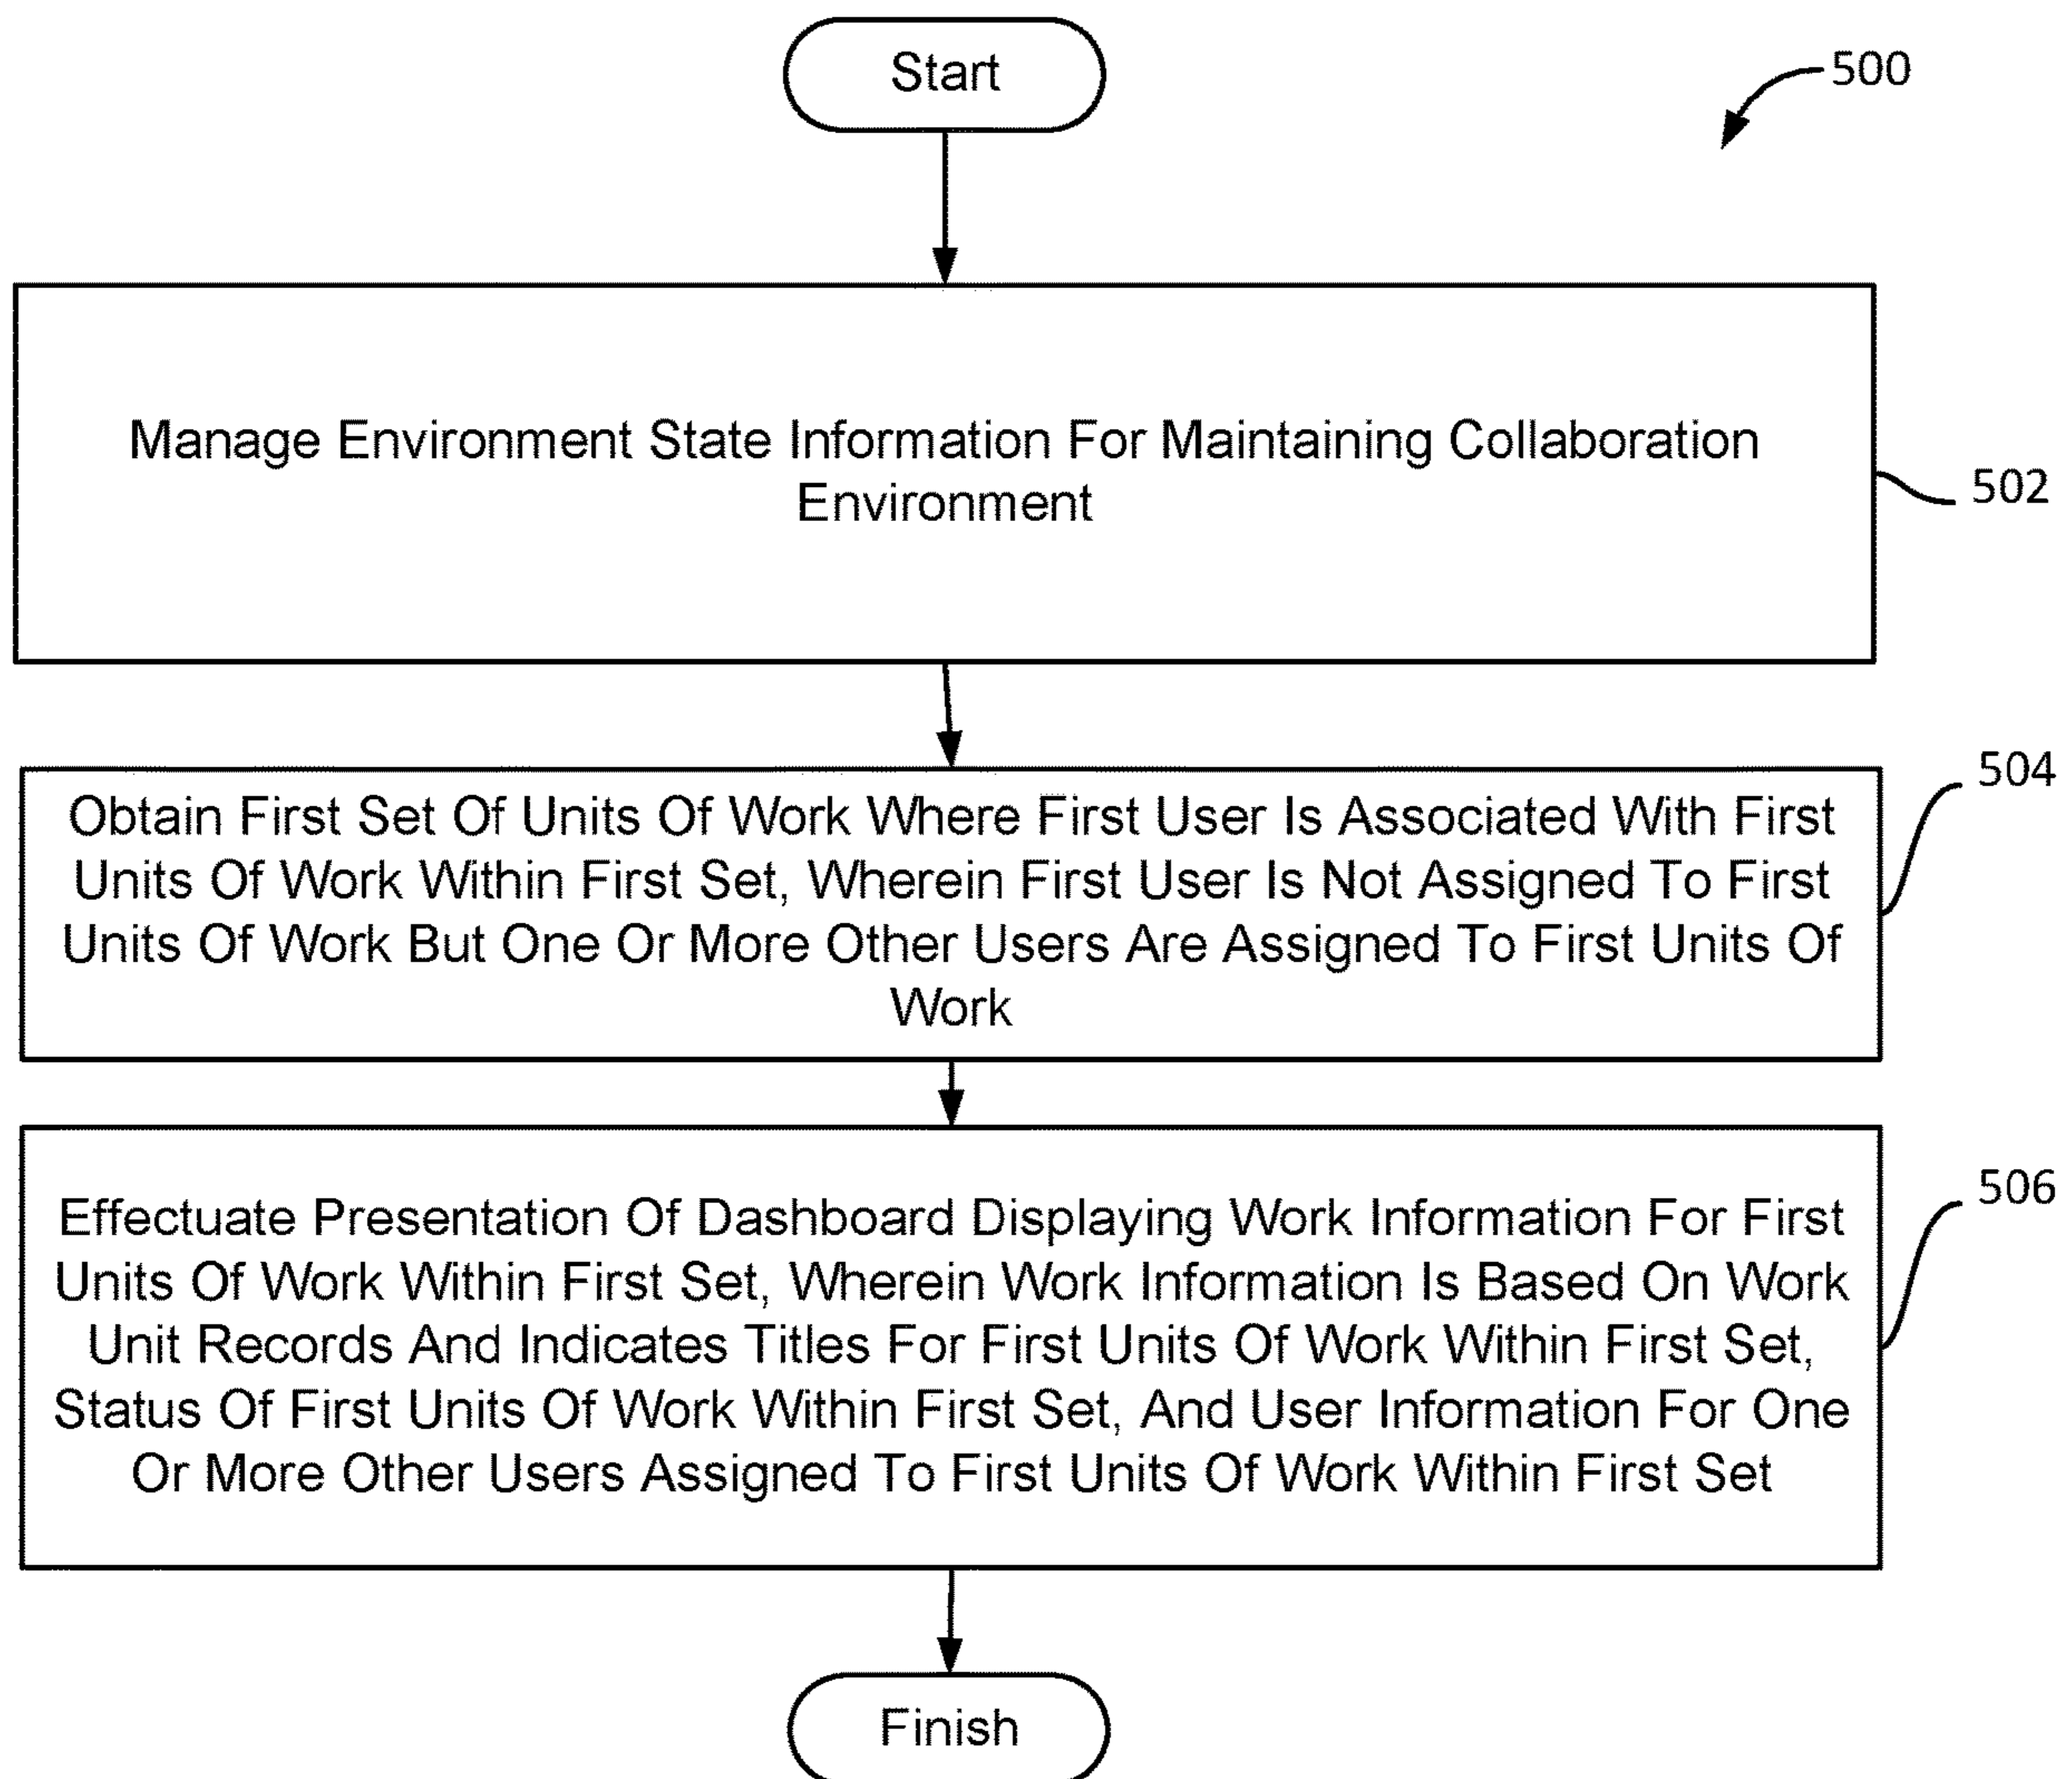 Start
500
Manage Environment State Information For Maintaining Collaboration
Environment
502
504
Obtain First Set Of Units Of Work Where First User Is Associated With First
Units Of Work Within First Set, Wherein First User Is Not Assigned To First
Units Of Work But One Or More Other Users Are Assigned To First Units Of
Work
506
Effectuate Presentation Of Dashboard Displaying Work Information For First
Units Of Work Within First Set, Wherein Work Information Is Based On Work
Unit Records And Indicates Titles For First Units Of Work Within First Set,
Status Of First Units Of Work Within First Set, And User Information For One
Or More Other Users Assigned To First Units Of Work Within First Set
Finish